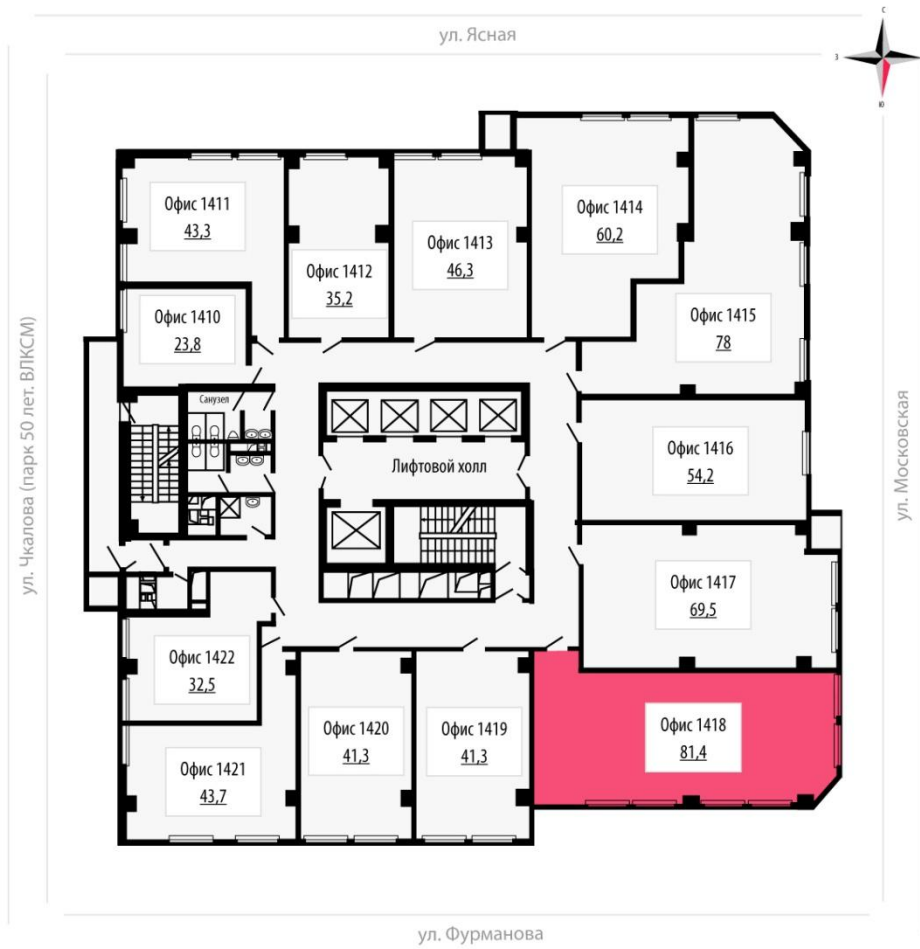 ул. Ясная
С
З
Ю
Офис 1411
43,3
Офис 1412
35,2
Офис 1413
46,3
Офис 1414
60,2
Офис 1410
23,8
Офис 1415
78
Санузел
Лифтовой холл
Офис 1416
54,2
Офис 1417
69,5
Офис 1422
32,5
Офис 1421
43,7
Офис 1420
41,3
Офис 1419
41,3
Офис 1418
81,4
ул. Чкалова (парк 50 лет. ВЛКСМ)
ул. Московская
ул. Фурманова